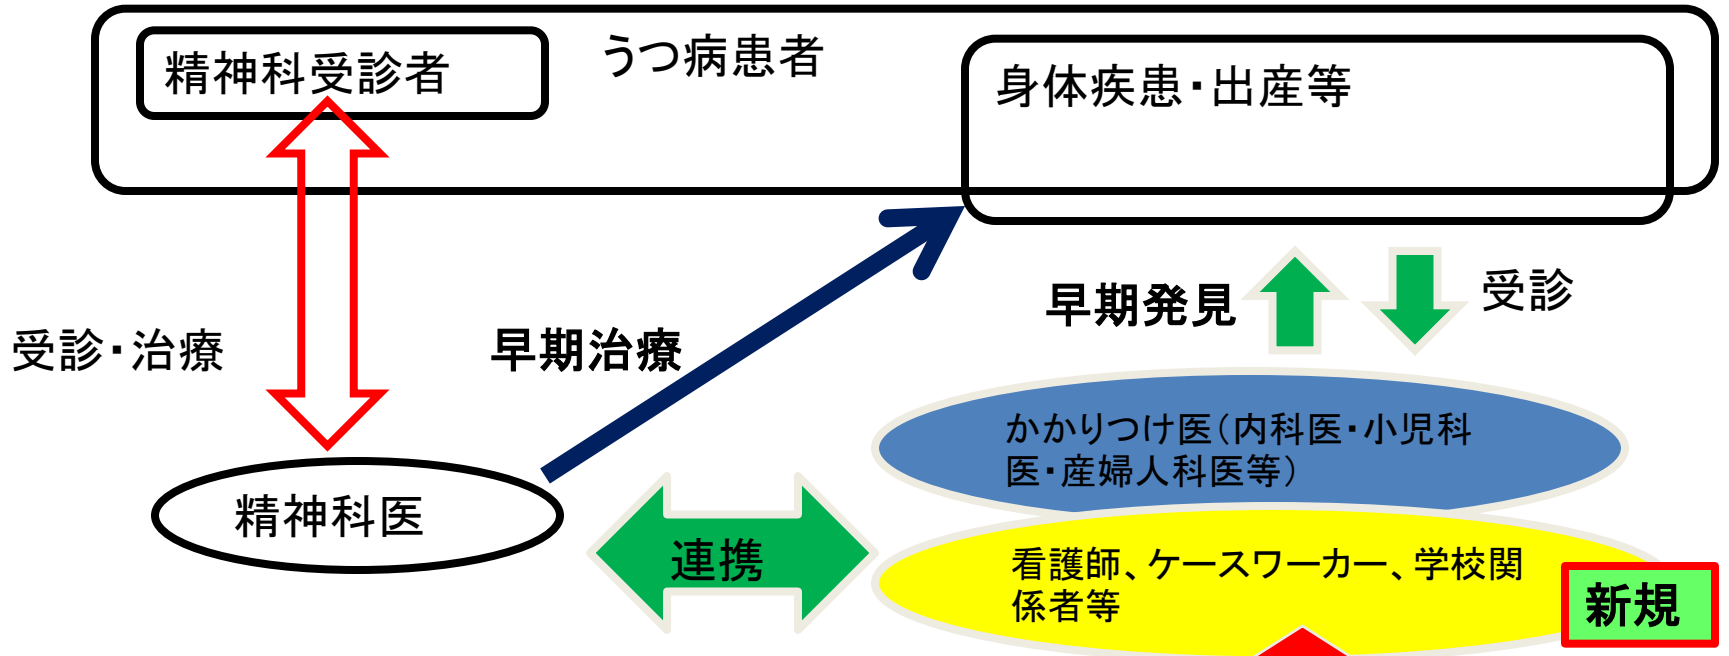 精神科受診者
うつ病患者
身体疾患・出産等
早期発見
受診
受診・治療
早期治療
かかりつけ医（内科医・小児科
医・産婦人科医等）
精神科医
連携
看護師、ケースワーカー、学校関
係者等
新規